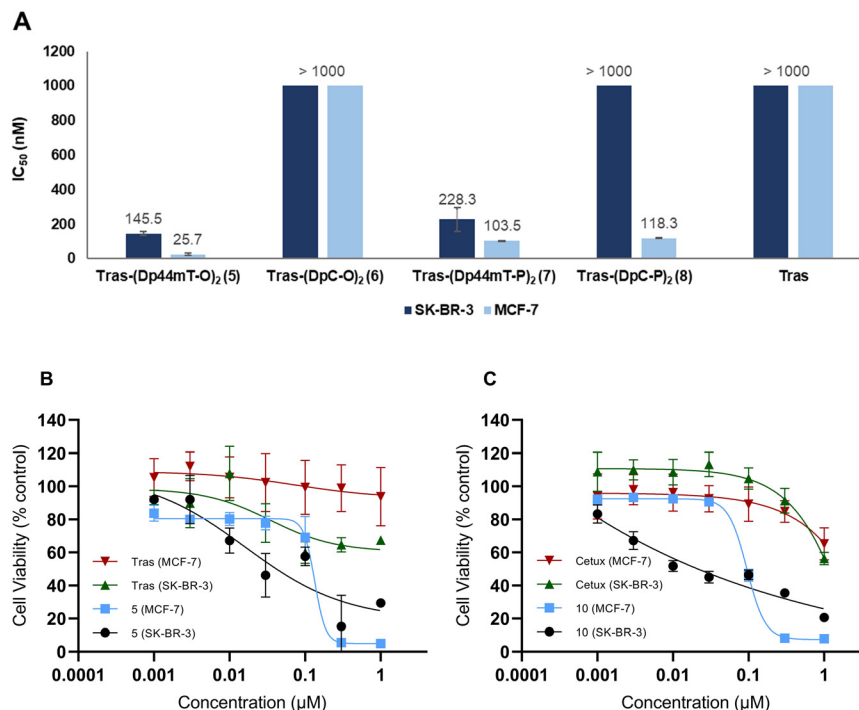 A
1200
1000
800
600
400
200
0
IC50 (nM)
> 1000
> 1000
> 1000
145.5
25.7
228.3
103.5
118.3
Tras-(Dp44mT-O)2 (5)
Tras-(DpC-O)2 (6)
Tras-(Dp44mT-P)2 (7)
Tras-(DpC-P)2 (8)
Tras
SK-BR-3
MCF-7
B
140
120
100
80
60
40
20
0
Cell Viability (% control)
Tras (MCF-7)
Tras (SK-BR-3)
5 (MCF-7)
5 (SK-BR-3)
0.0001
0.001
0.01
0.1
1
Concentration (µM)
C
140
120
100
80
60
40
20
0
Cell Viability (% control)
Cetux (MCF-7)
Cetux (SK-BR-3)
10 (MCF-7)
10 (SK-BR-3)
0.0001
0.001
0.01
0.1
1
Concentration (µM)